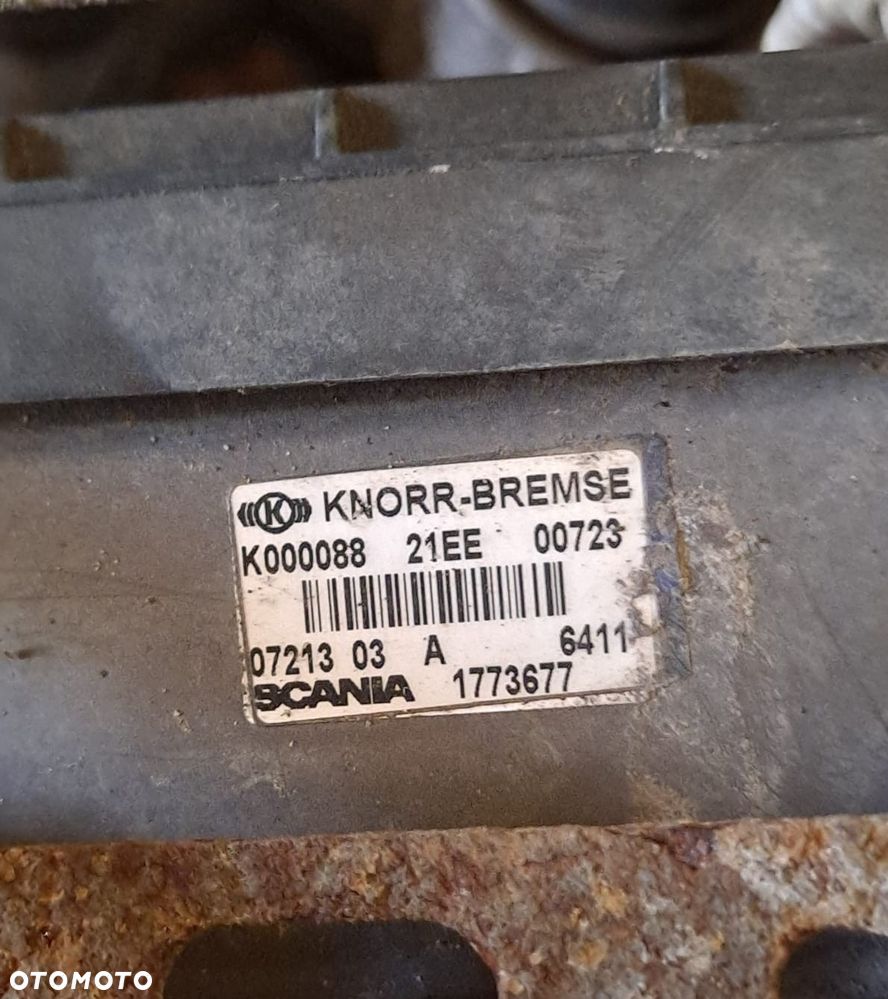 K KNORR-BREMSE
K000088 21EE 00723
07213 03 A 6411
SCANIA 1773677
OTOMOTO